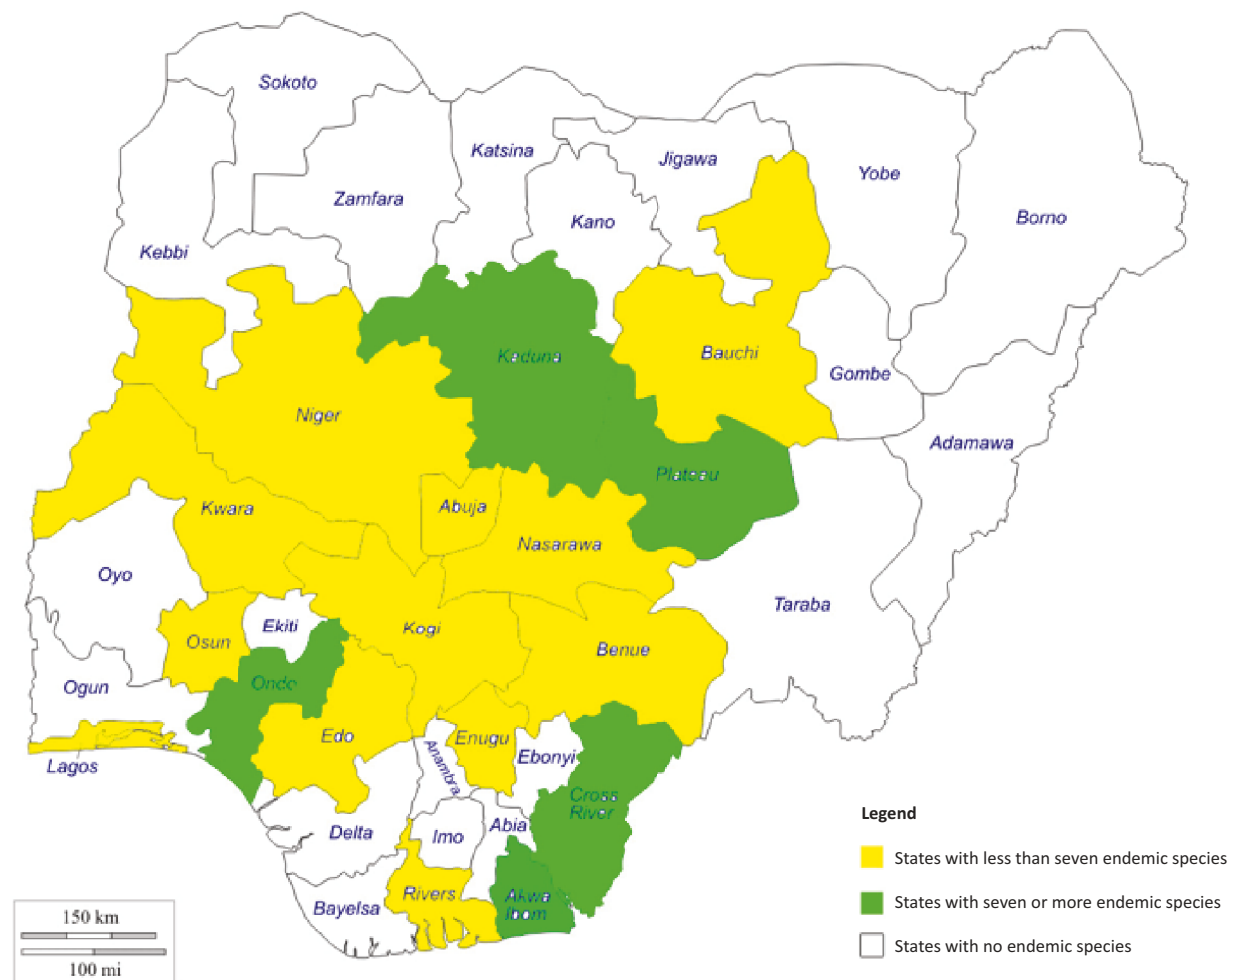 Sokoto
Katsina
Jigawa
Yobe
Zamfara
Kano
Borno
Kebbi
Kaduna
Bauchi
Gombe
Niger
Adamawa
Plateau
Kwara
Abuja
Nasarawa
Oyo
Taraba
Ekiti
Kogi
Osun
Benue
Ogun
Ondo
Edo
Enugu
Lagos
Anambra
Ebonyi
Cross
River
Delta
Imo
Abia
Rivers
Akwa
Ibom
Bayelsa
Legend
States with less than seven endemic species
States with seven or more endemic species
States with no endemic species
150 km
100 mi